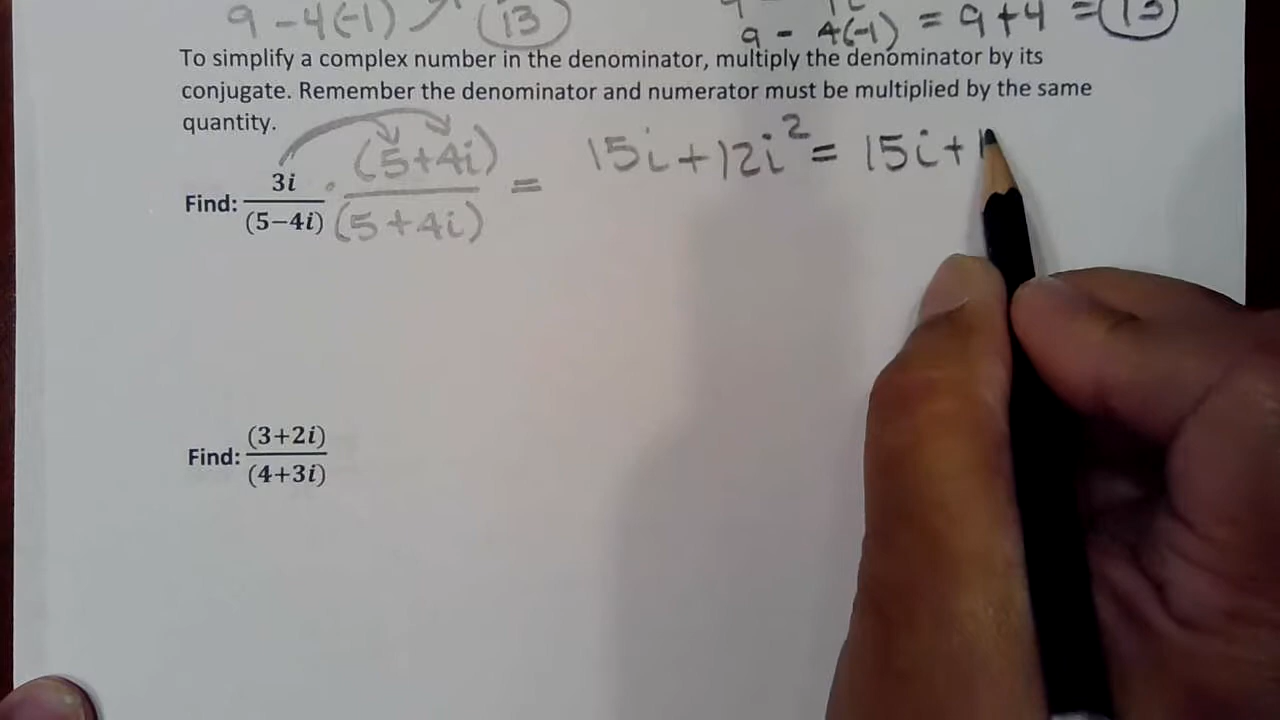 9 - 4(-1) 13
9 - 4(-1) = 9 + 4 = 13
To simplify a complex number in the denominator, multiply the denominator by its
conjugate. Remember the denominator and numerator must be multiplied by the same
quantity.
(5+4i) 15i + 12i² = 15i +
Find: 3i · =
(5−4i) (5+4i)
(3+2i)
Find:
(4+3i)